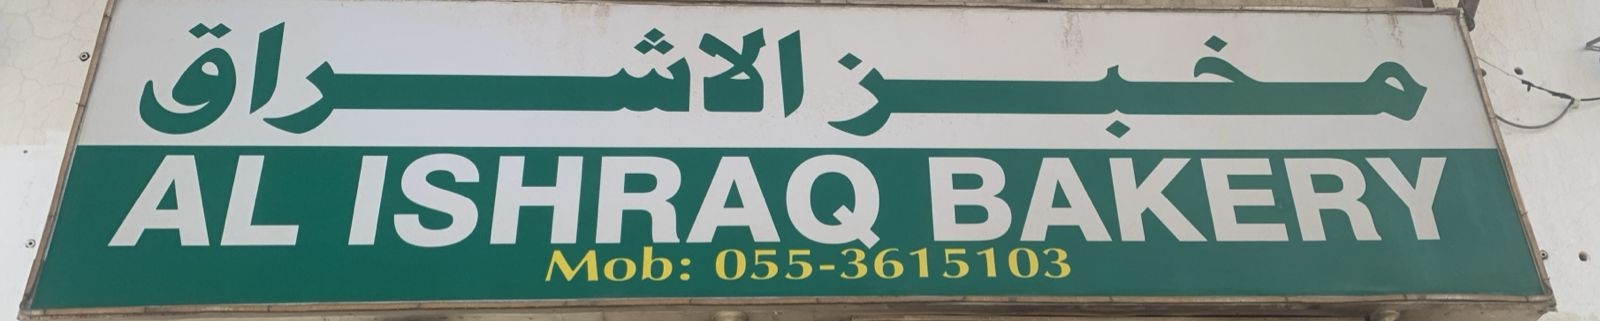 مخبز الاشراق
AL ISHRAQ BAKERY
Mob: 055-3615103